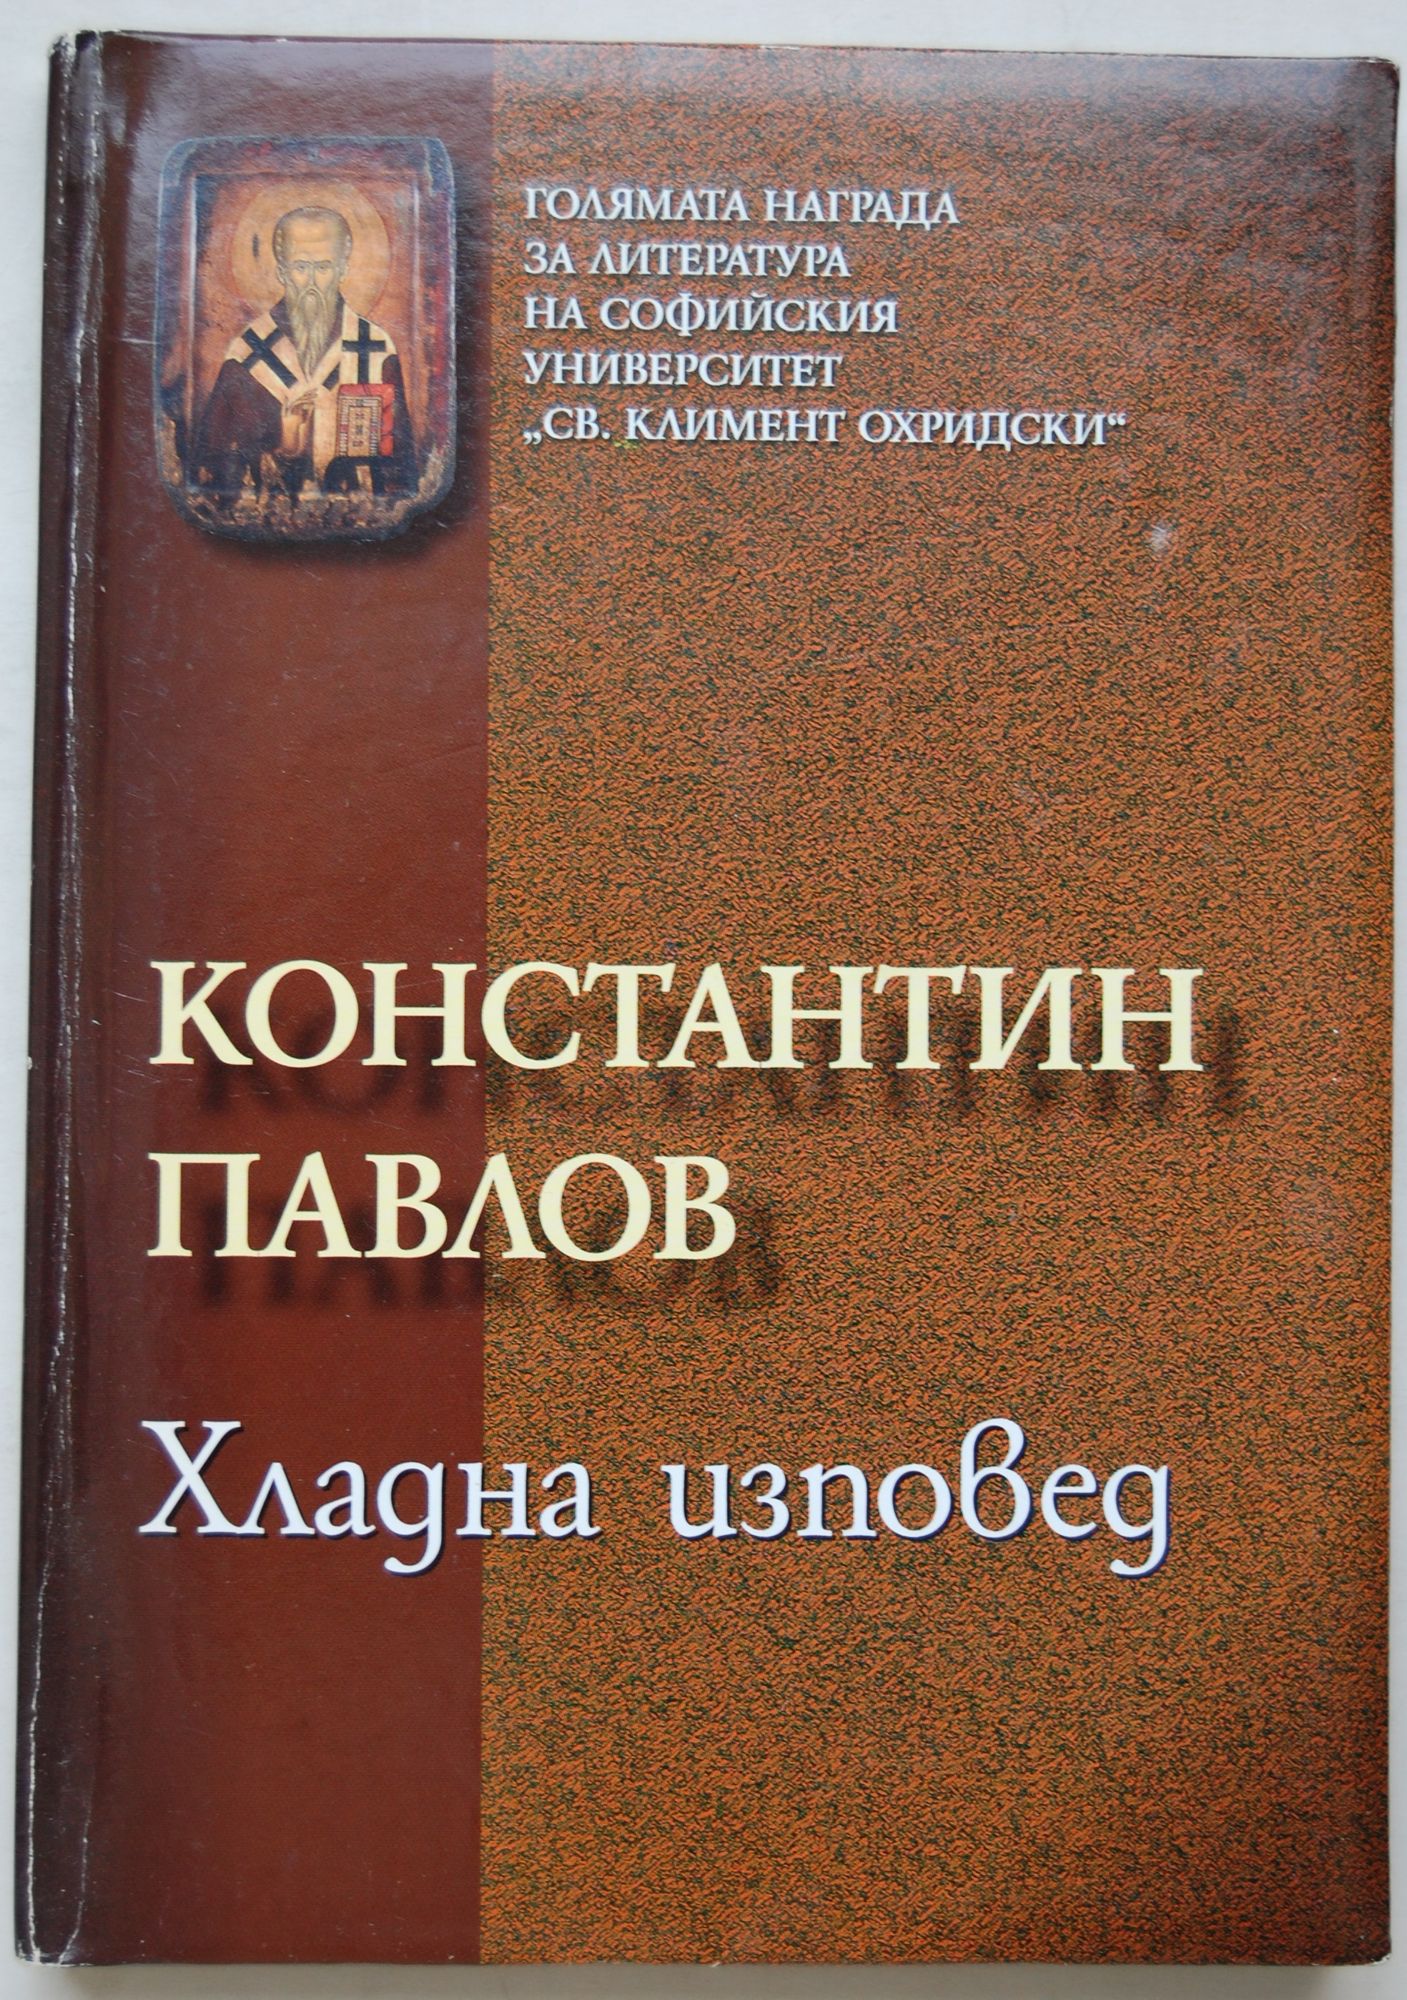 ГОЛЯМАТА НАГРАДА
ЗА ЛИТЕРАТУРА
НА СОФИЙСКИЯ
УНИВЕРСИТЕТ
„СВ. КЛИМЕНТ ОХРИДСКИ“
КОНСТАНТИН
ПАВЛОВ
Хладна изповед